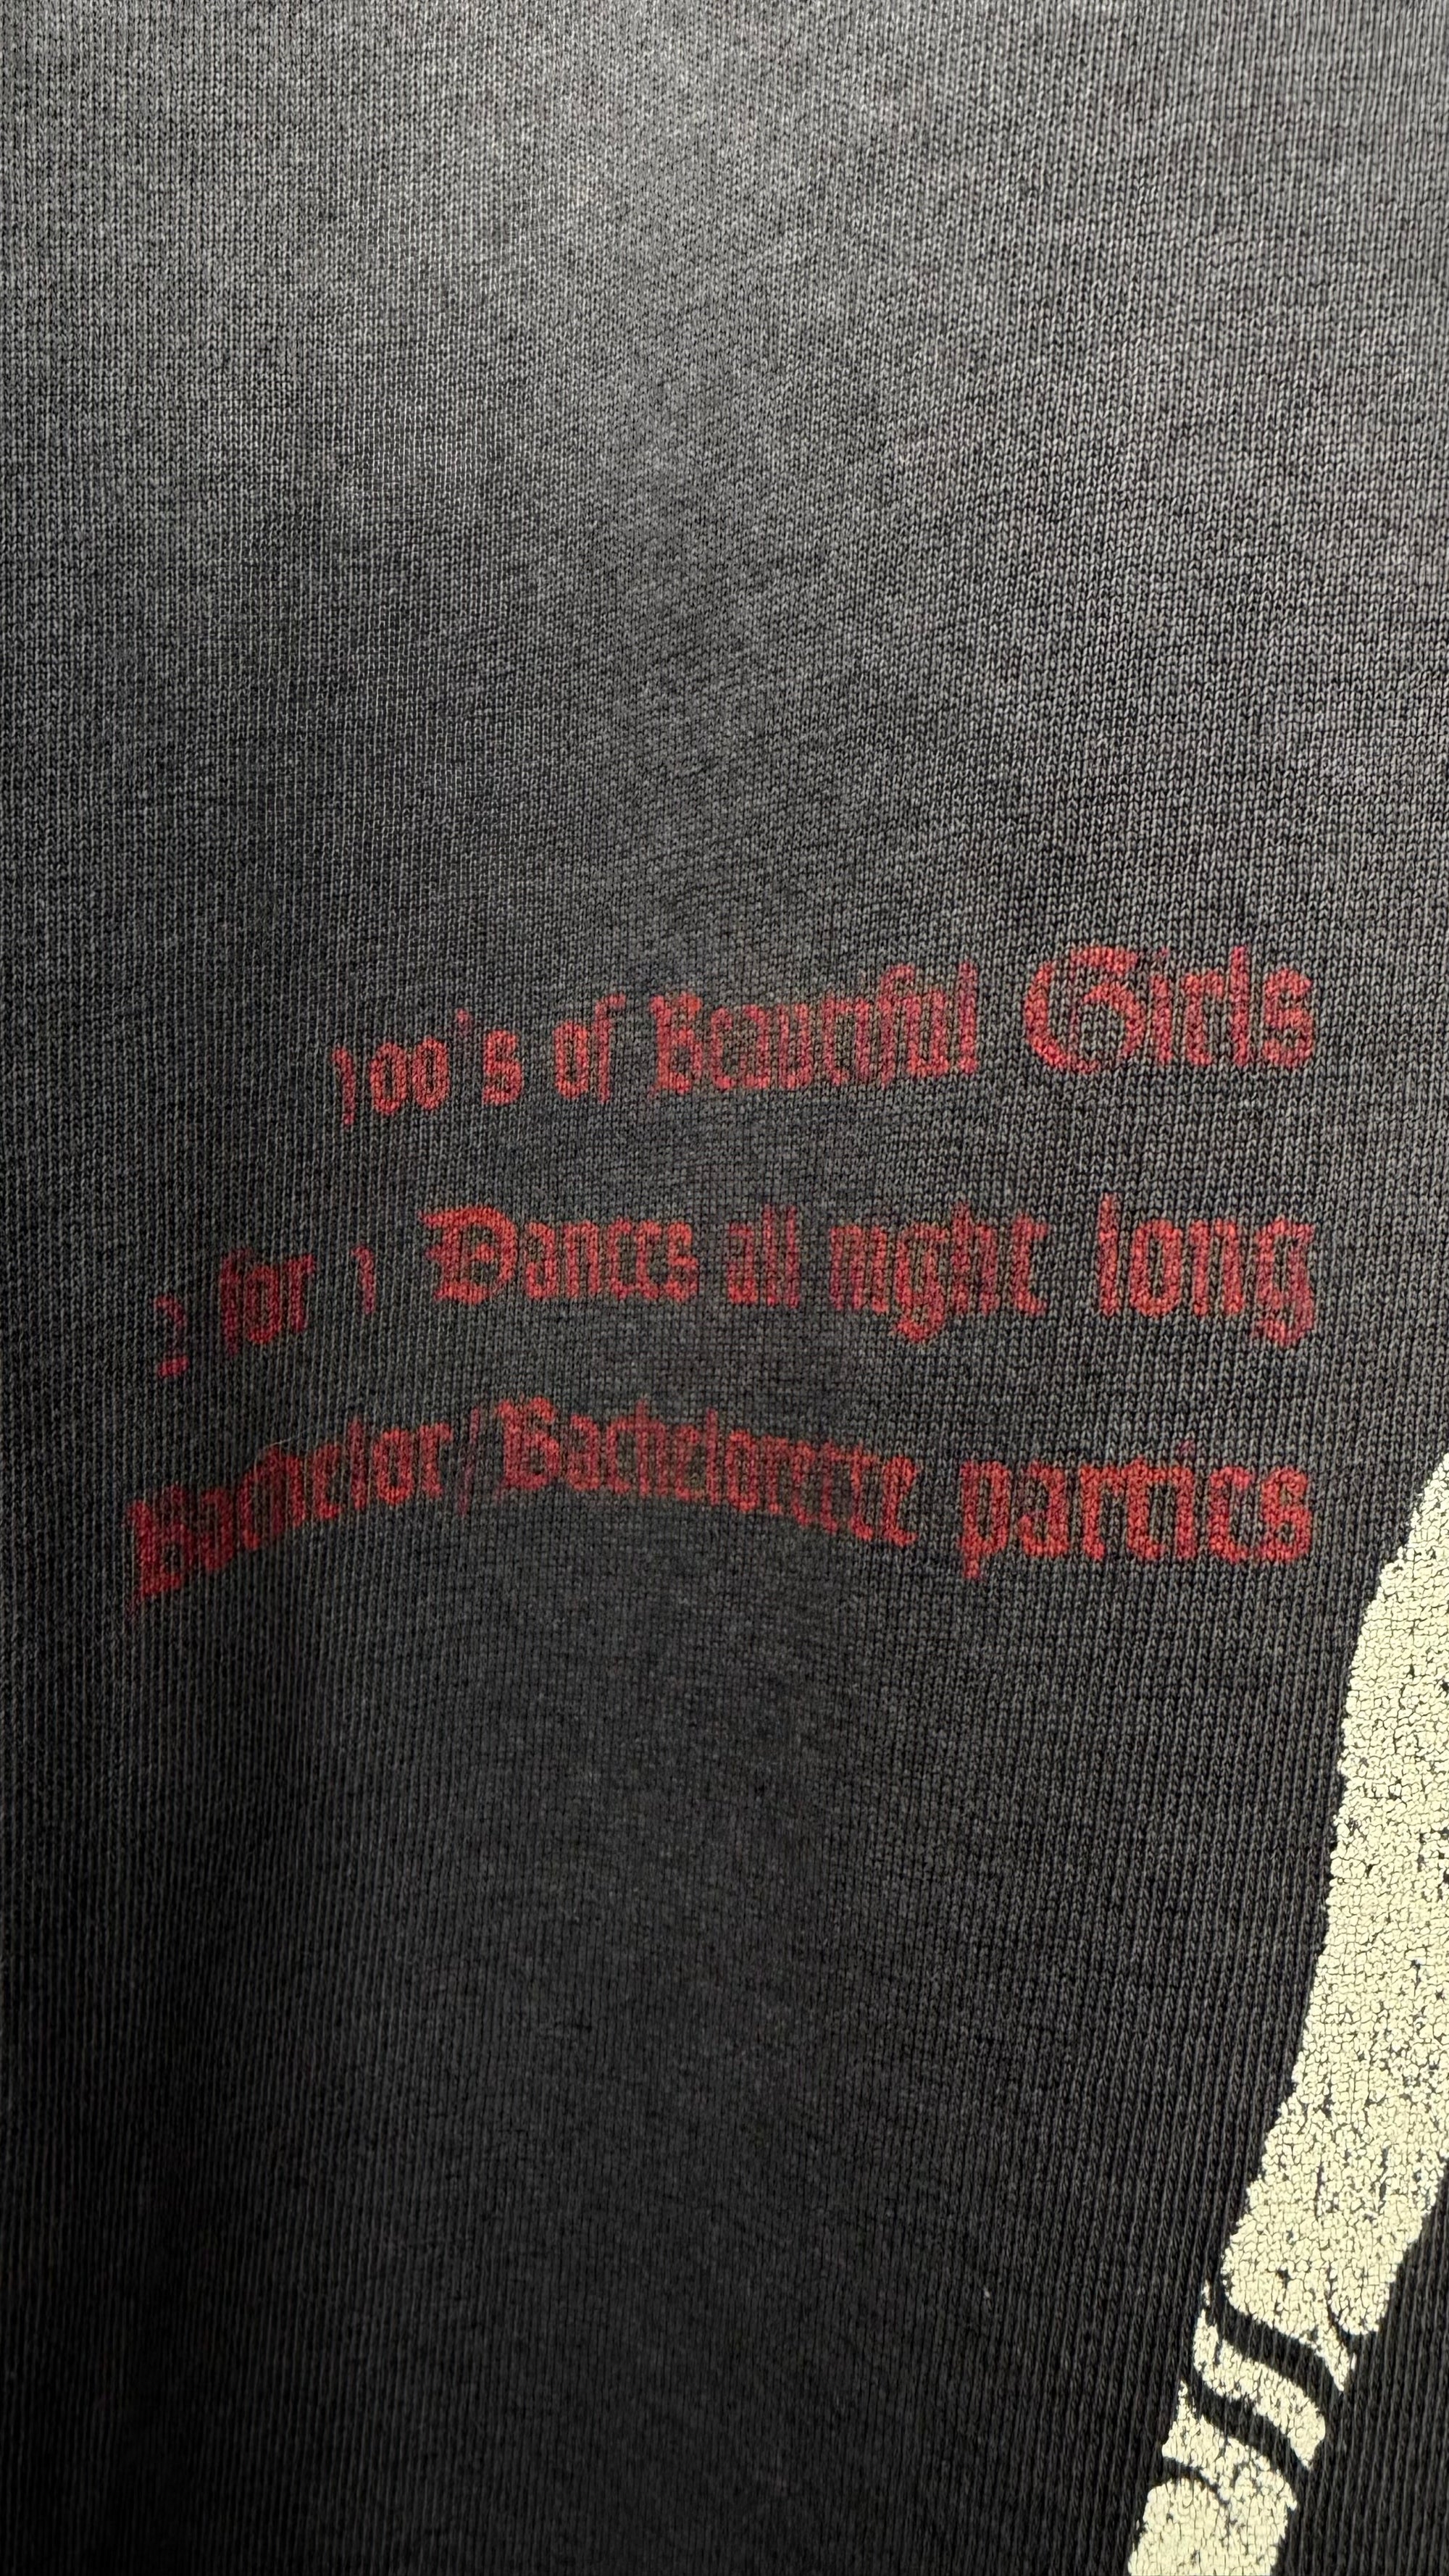 100's of Beautiful Girls
2 for 1 Dances all night long
Bachelor/Bachelorette parties